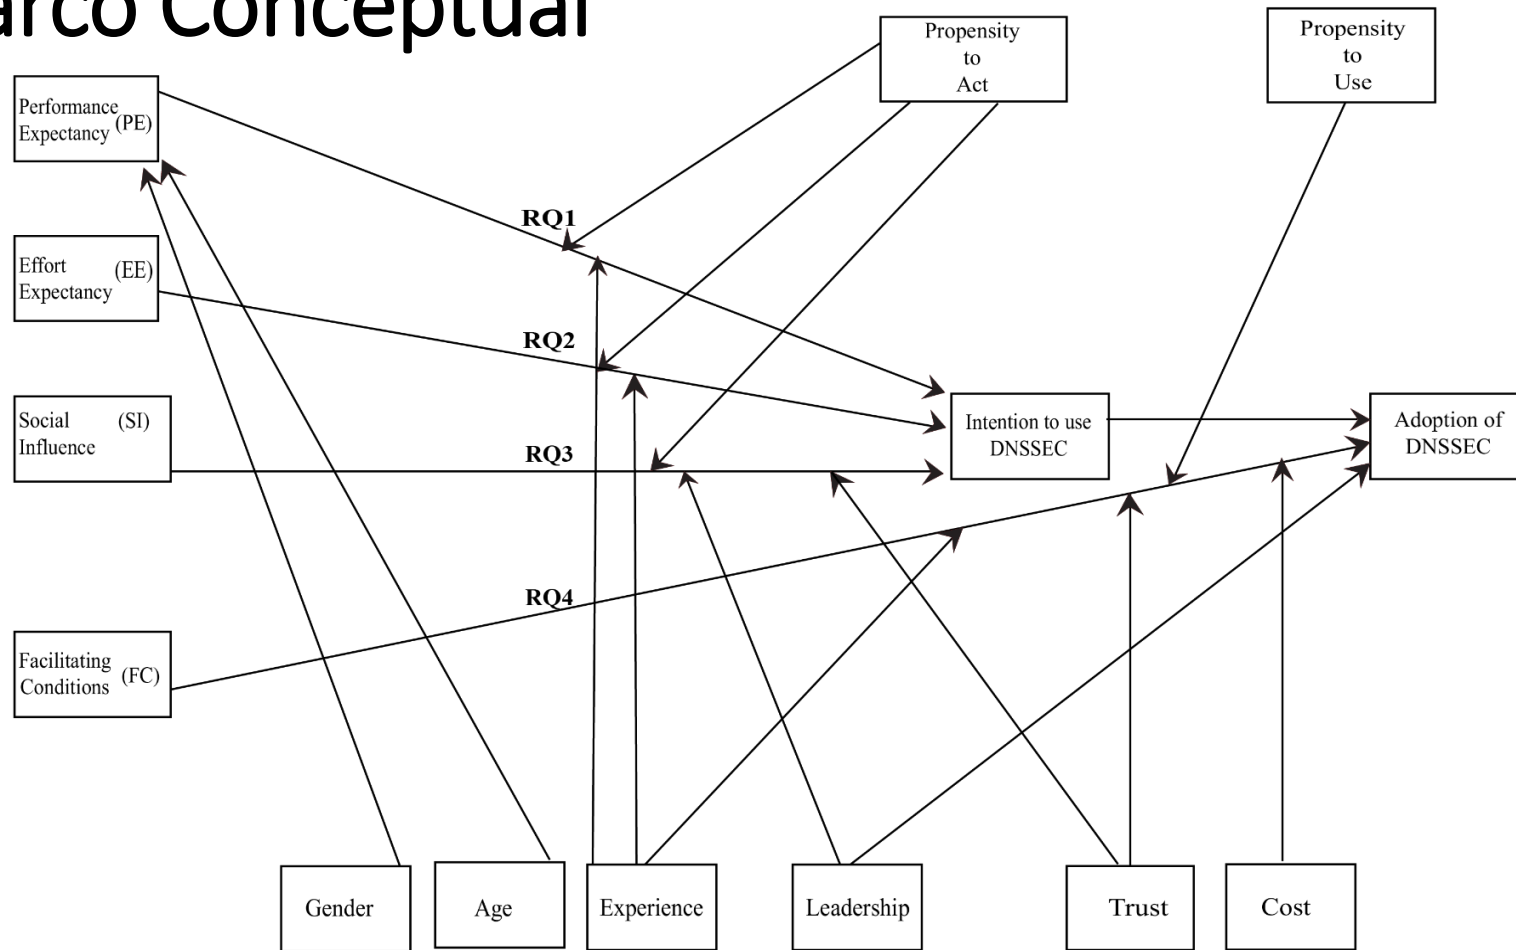 arco Conceptual
Propensity
to
Act
Propensity
to
Use
Performance
Expectancy (PE)
RQ1
Effort (EE)
Expectancy
RQ2
Social (SI)
Influence
RQ3
Intention to use
DNSSEC
Adoption of
DNSSEC
RQ4
Facilitating
Conditions (FC)
Gender
Age
Experience
Leadership
Trust
Cost